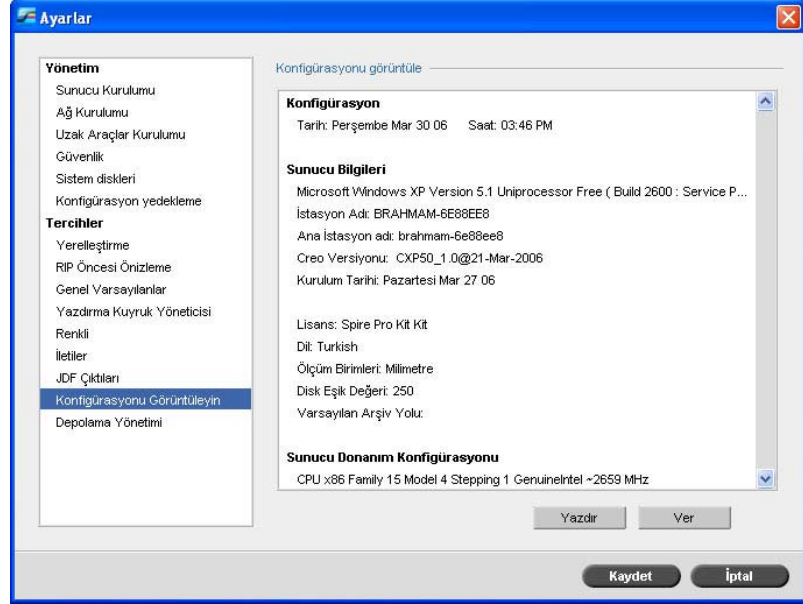 Ayarlar
Yönetim
Sunucu Kurulumu
Ağ Kurulumu
Uzak Araçlar Kurulumu
Güvenlik
Sistem diskleri
Konfigürasyon yedekleme
Tercihler
Yerelleştirme
RIP Öncesi Önizleme
Genel Varsayılanlar
Yazdırma Kuyruk Yöneticisi
Renkli
İletiler
JDF Çıktıları
Konfigürasyonu Görüntüleyin
Depolama Yönetimi
Konfigürasyonu görüntüle
Konfigürasyon
Tarih: Perşembe Mar 30 06 Saat: 03:46 PM
Sunucu Bilgileri
Microsoft Windows XP Version 5.1 Uniprocessor Free ( Build 2600 : Service P...
İstasyon Adı: BRAHMAM-6E88EE8
Ana İstasyon adı: brahmam-6e88ee8
Creo Versiyonu: CXP50_1.0@21-Mar-2006
Kurulum Tarihi: Pazartesi Mar 27 06
Lisans: Spire Pro Kit Kit
Dil: Turkish
Ölçüm Birimleri: Milimetre
Disk Eşik Değeri: 250
Varsayılan Arşiv Yolu:
Sunucu Donanım Konfigürasyonu
CPU x86 Family 15 Model 4 Stepping 1 GenuineIntel ~2659 MHz
Yazdır
Ver
Kaydet
İptal